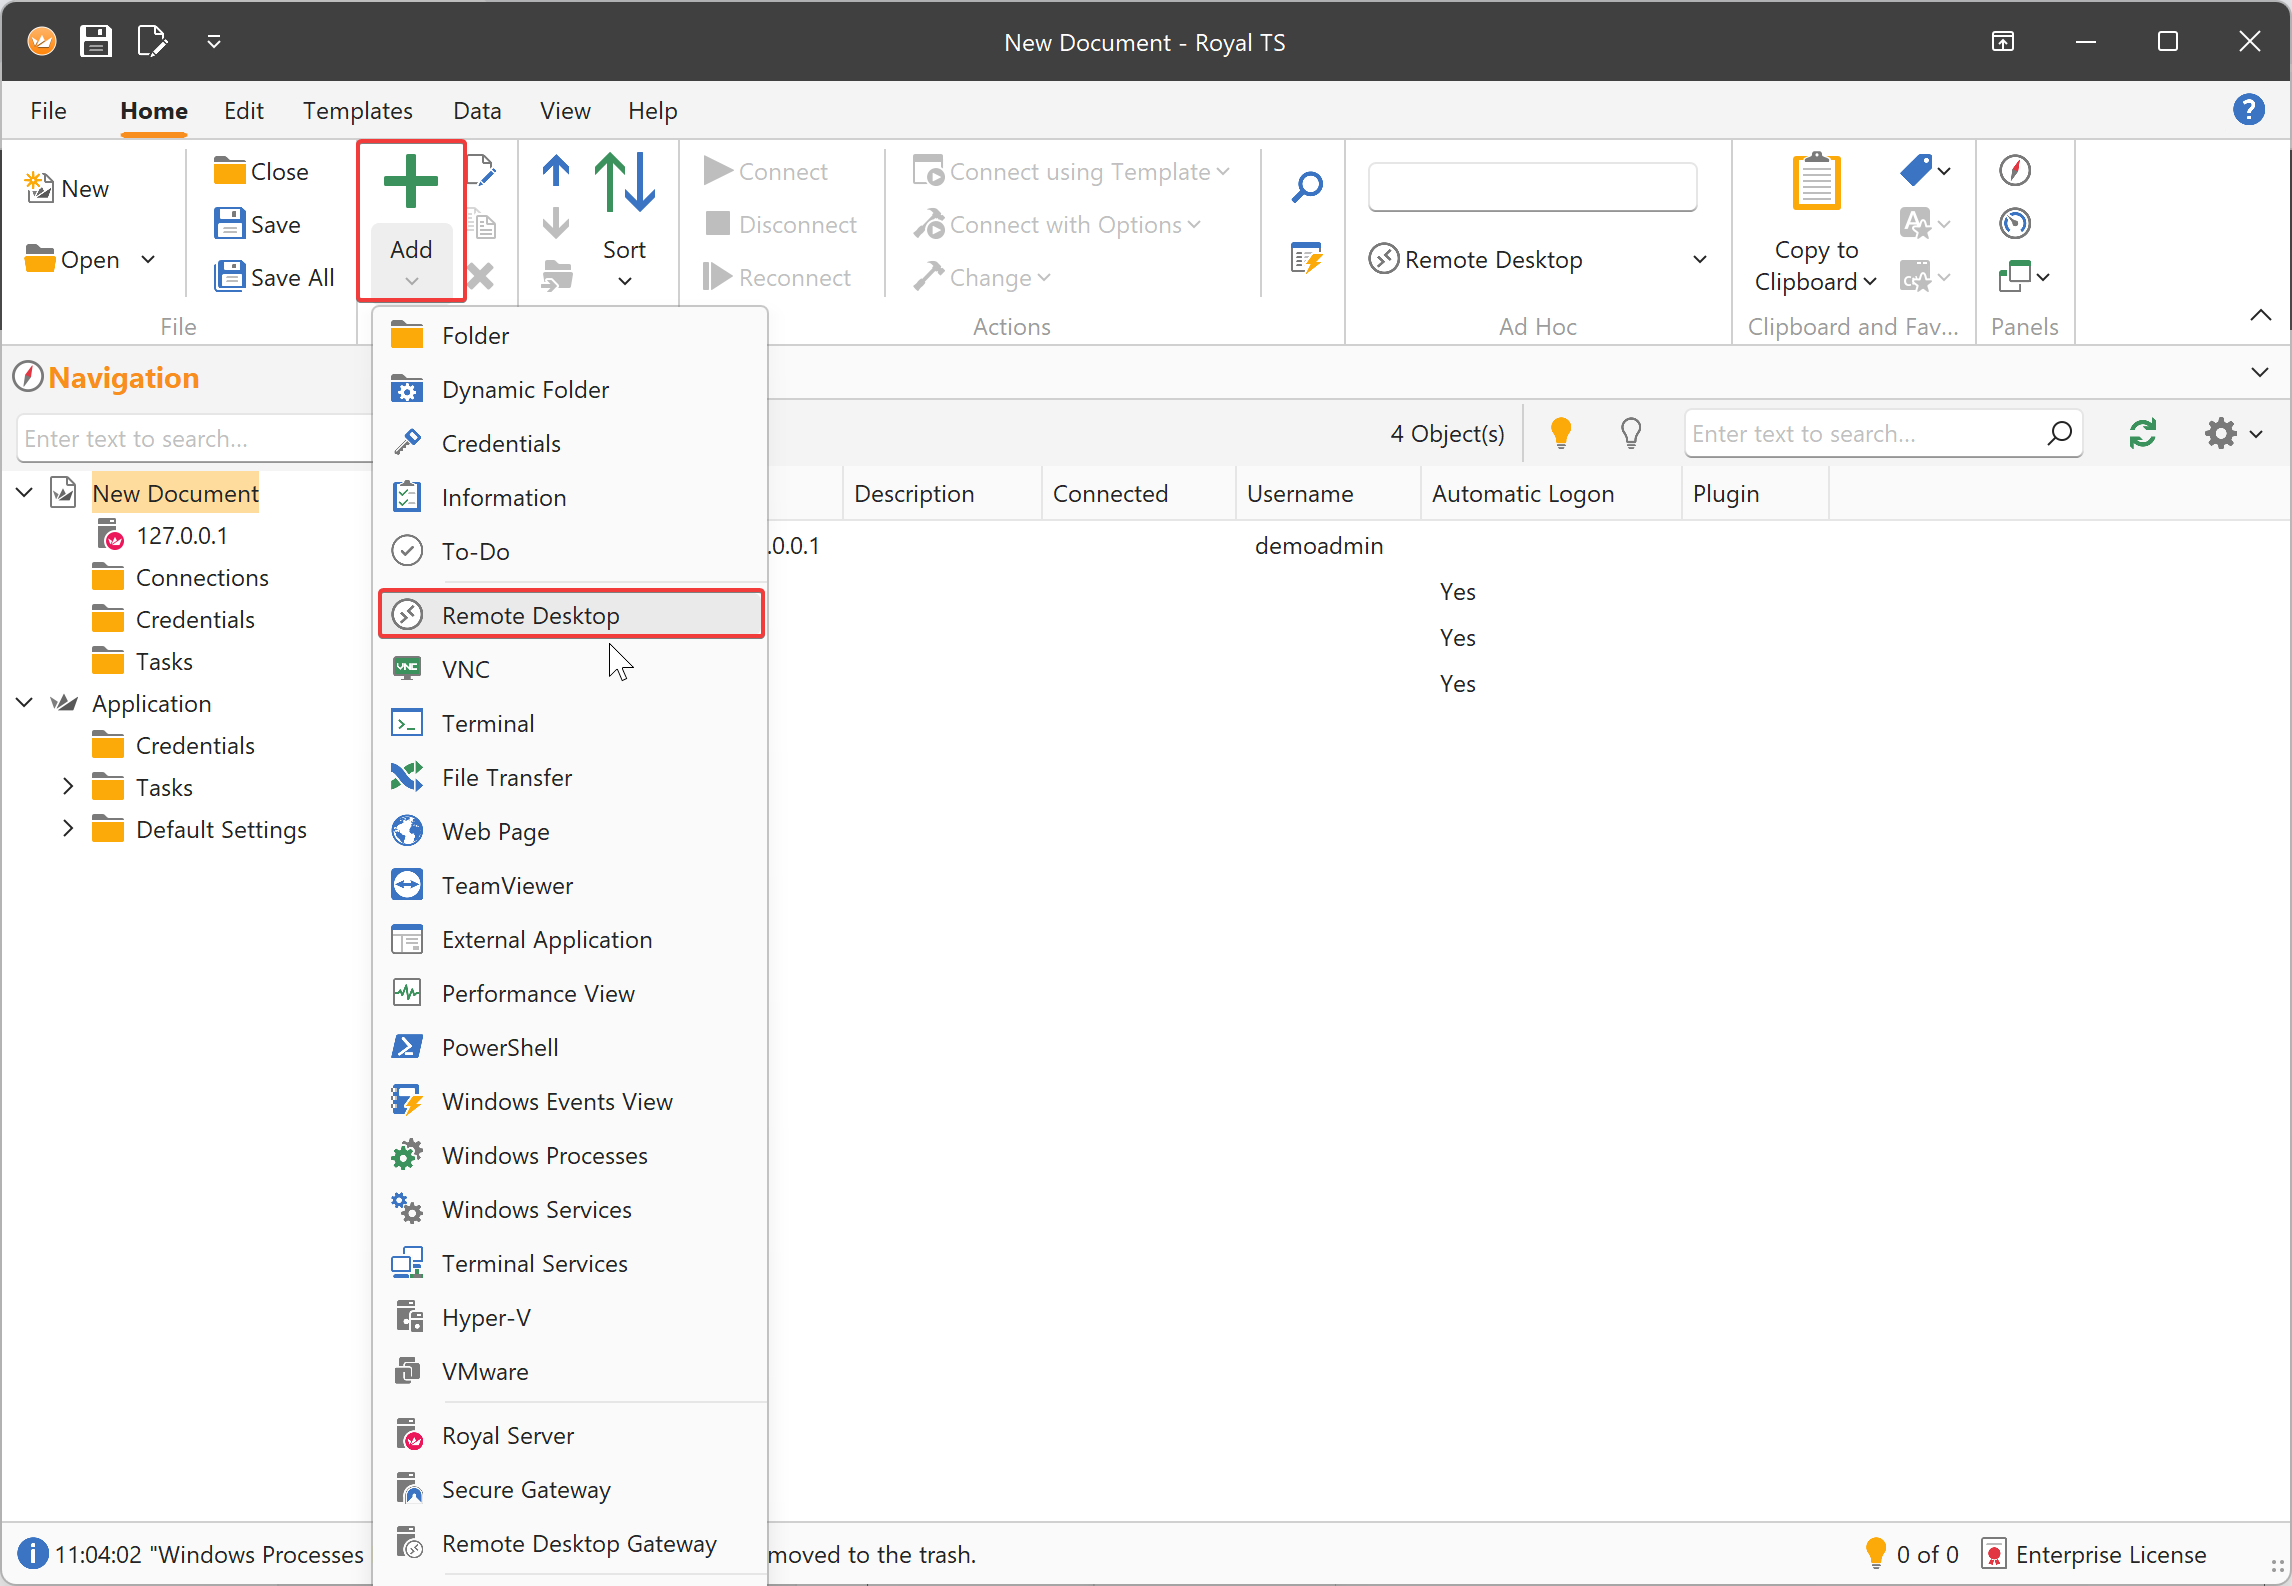 New Document - Royal TS
File Home Edit Templates Data View Help
New
Open
Close
Save
Save All
File
Add
Sort
Connect
Disconnect
Reconnect
Connect using Template
Connect with Options
Change
Actions
Remote Desktop
Ad Hoc
Copy to
Clipboard
Clipboard and Fav...
Panels
Navigation
Enter text to search...
New Document
127.0.0.1
Connections
Credentials
Tasks
Application
Credentials
Tasks
Default Settings
Folder
Dynamic Folder
Credentials
Information
To-Do
Remote Desktop
VNC
VNC
Terminal
File Transfer
Web Page
TeamViewer
External Application
Performance View
PowerShell
Windows Events View
Windows Processes
Windows Services
Terminal Services
Hyper-V
VMware
Royal Server
Secure Gateway
Remote Desktop Gateway
4 Object(s)
Enter text to search...
Description Connected Username Automatic Logon Plugin
.0.0.1 demoadmin
Yes
Yes
Yes
11:04:02 "Windows Processes
moved to the trash.
0 of 0
Enterprise License